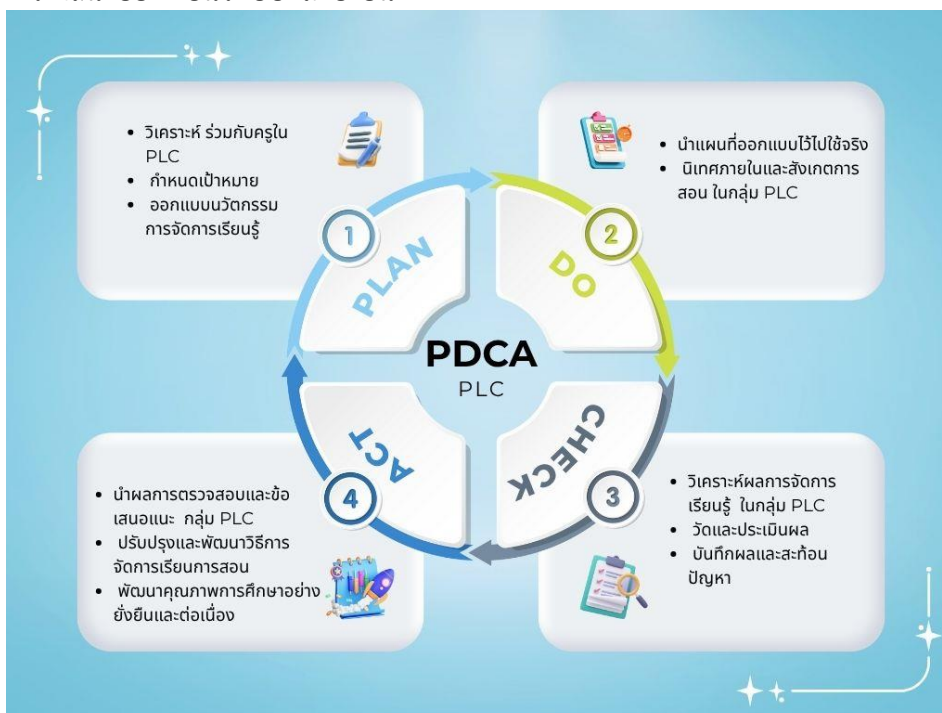 • วิเคราะห์ ร่วมกับครูใน
PLC
• กำหนดเป้าหมาย
• ออกแบบนวัตกรรม
การจัดการเรียนรู้
1
PLAN
• นำแผนที่ออกแบบไว้ไปใช้จริง
• นิเทศภายในและสังเกตการ
สอน ในกลุ่ม PLC
2
DO
PDCA
PLC
• วิเคราะห์ผลการจัดการ
เรียนรู้ ในกลุ่ม PLC
• วัดและประเมินผล
• บันทึกผลและสะท้อน
ปัญหา
3
CHECK
• นำผลการตรวจสอบและข้อ
เสนอแนะ กลุ่ม PLC
• ปรับปรุงและพัฒนาวิธีการ
จัดการเรียนการสอน
• พัฒนาคุณภาพการศึกษาอย่าง
ยั่งยืนและต่อเนื่อง
4
ACT